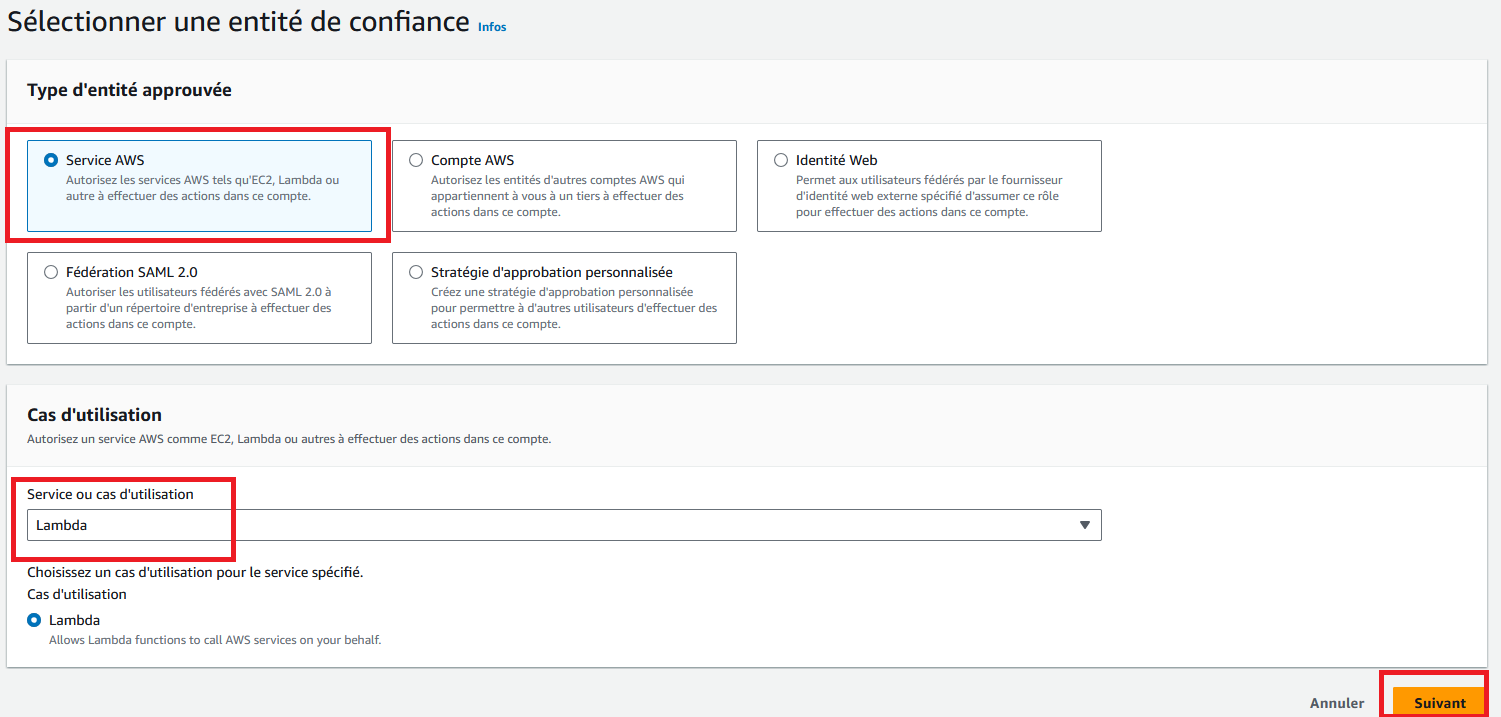 Sélectionner une entité de confiance Infos
Type d'entité approuvée
Service AWS
Autorisez les services AWS tels qu'EC2, Lambda ou
autre à effectuer des actions dans ce compte.
Compte AWS
Autorisez les entités d'autres comptes AWS qui
appartiennent à vous à un tiers à effectuer des
actions dans ce compte.
Identité Web
Permet aux utilisateurs fédérés par le fournisseur
d'identité web externe spécifié d'assumer ce rôle
pour effectuer des actions dans ce compte.
Fédération SAML 2.0
Autoriser les utilisateurs fédérés avec SAML 2.0 à
partir d'un répertoire d'entreprise à effectuer des
actions dans ce compte.
Stratégie d'approbation personnalisée
Créez une stratégie d'approbation personnalisée
pour permettre à d'autres utilisateurs d'effectuer des
actions dans ce compte.
Cas d'utilisation
Autorisez un service AWS comme EC2, Lambda ou autres à effectuer des actions dans ce compte.
Service ou cas d'utilisation
Lambda
Choisissez un cas d'utilisation pour le service spécifié.
Cas d'utilisation
Lambda
Allows Lambda functions to call AWS services on your behalf.
Annuler
Suivant